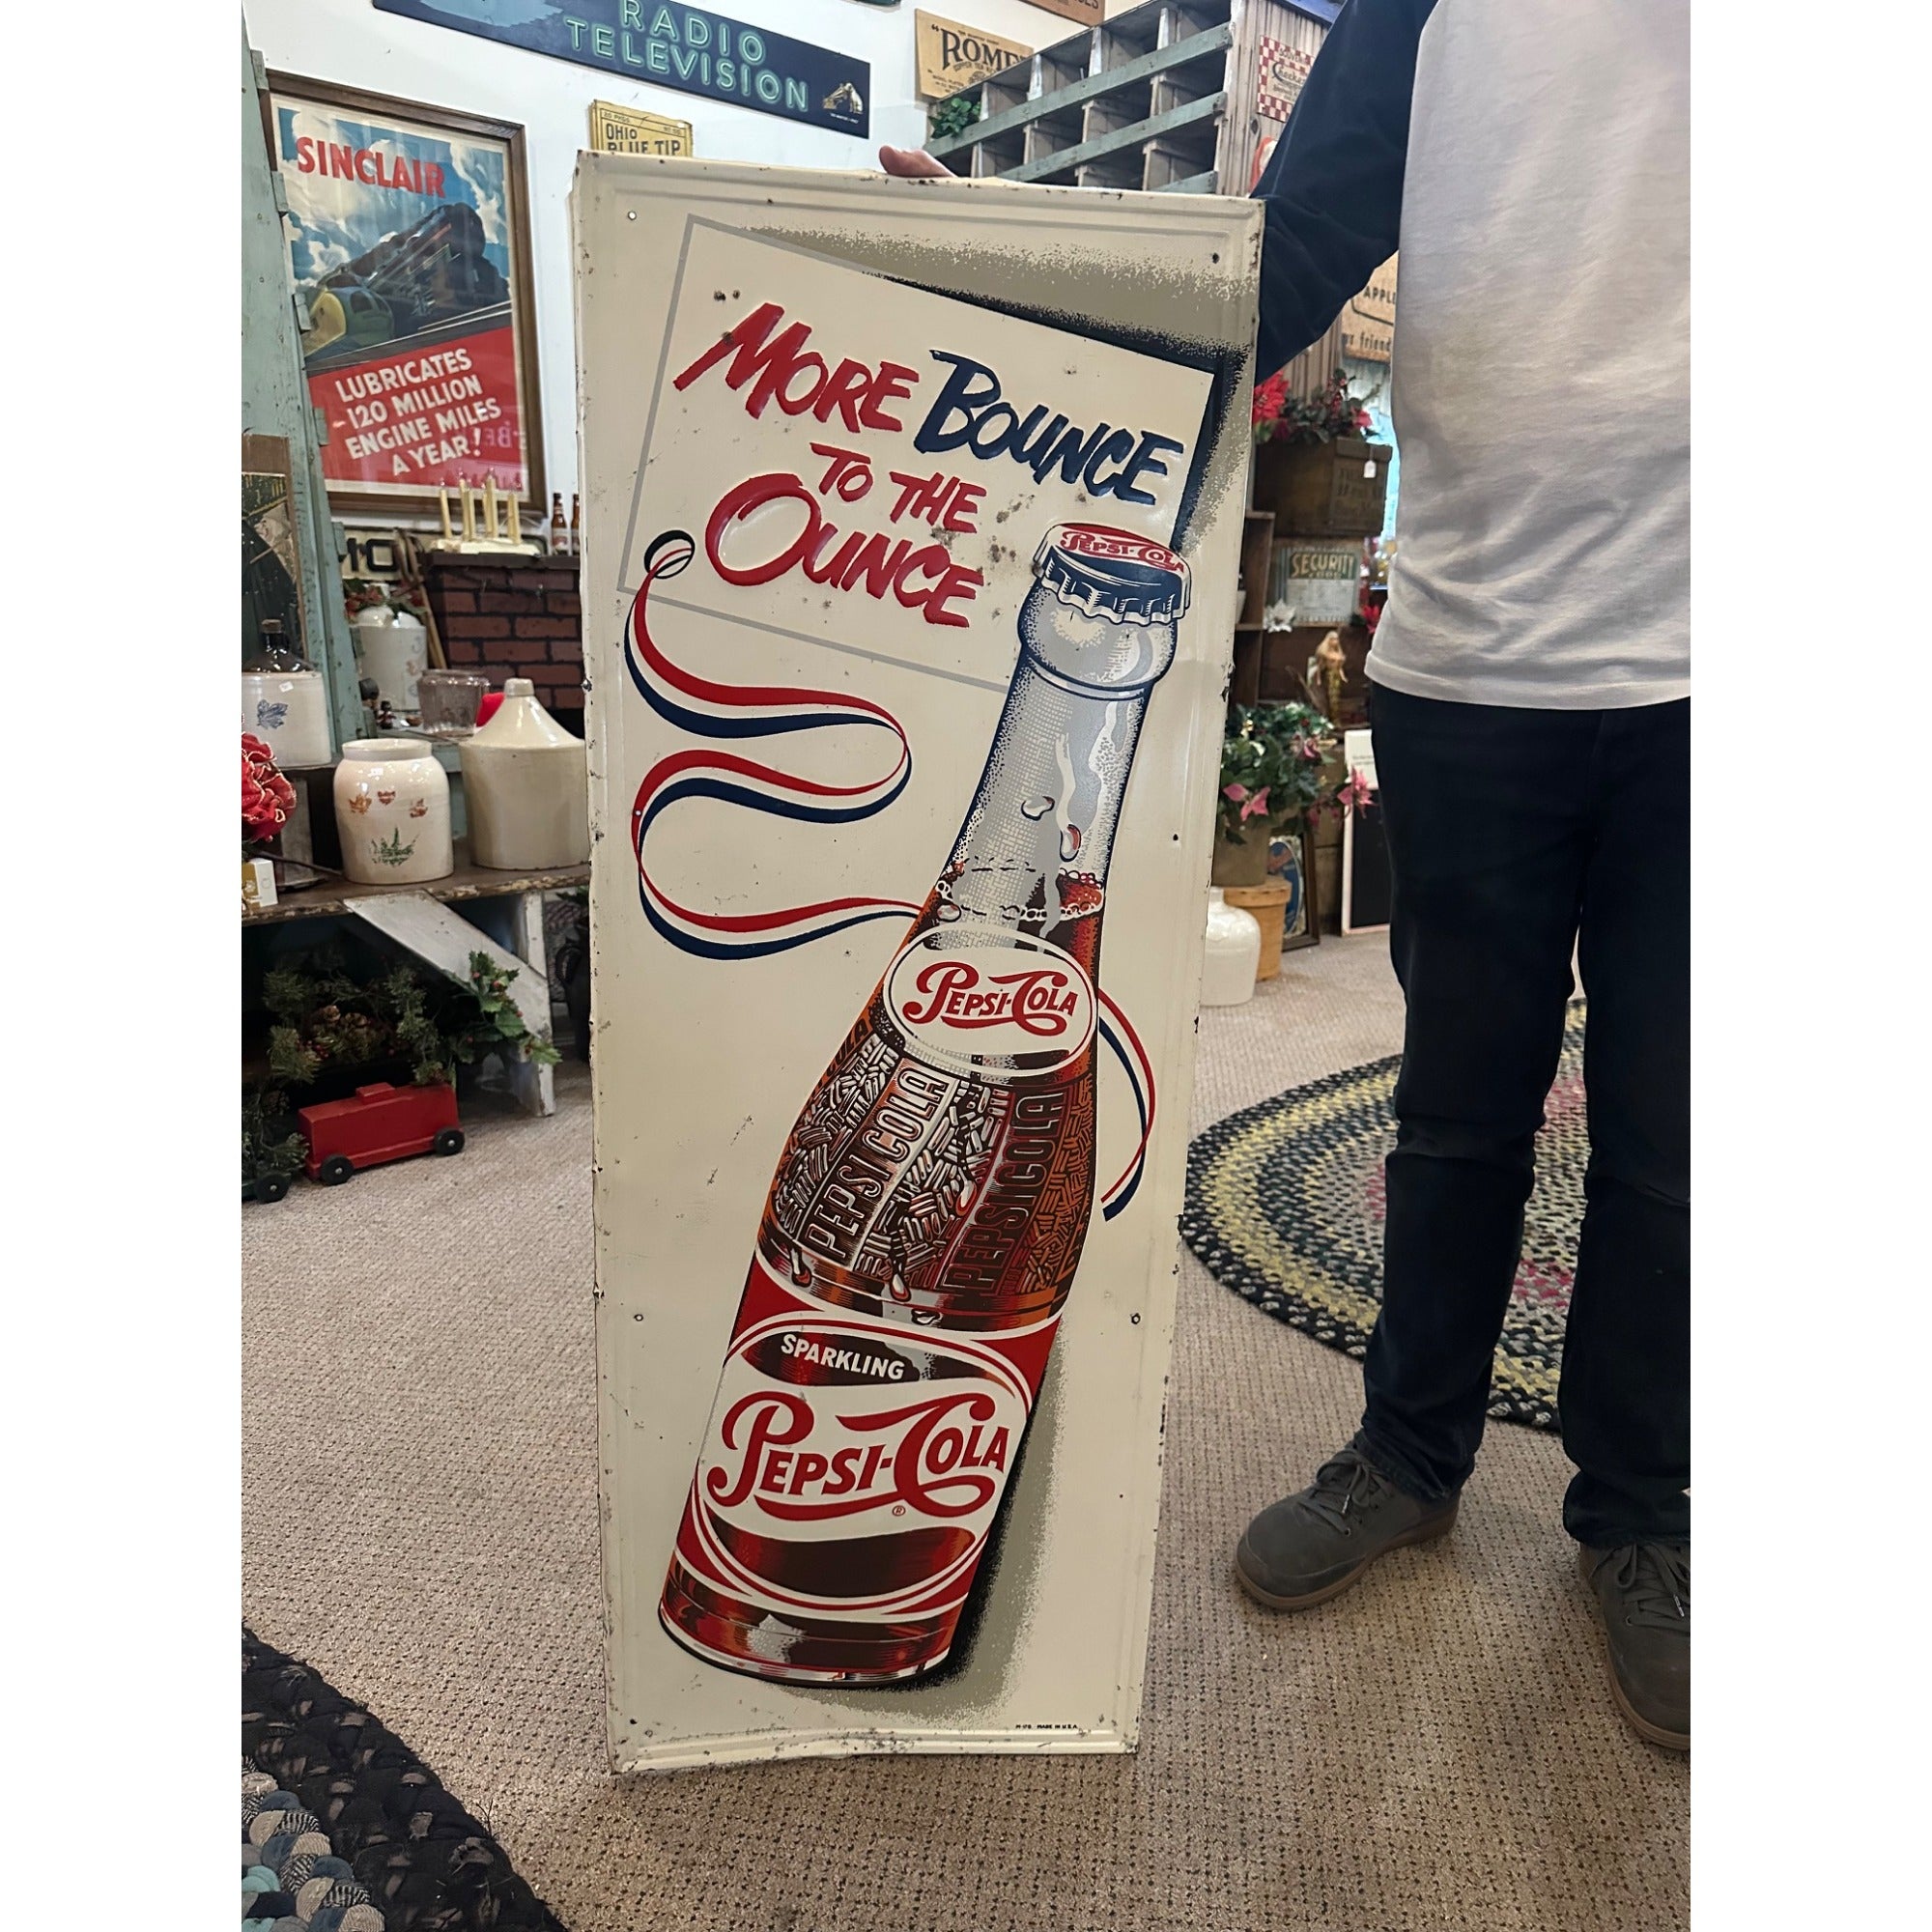 RADIO
TELEVISION
"ROME
OHIO
BLUE TIP
SINCLAIR
LUBRICATES
120 MILLION
ENGINE MILES
A YEAR!
SECURITY
MORE BOUNCE
TO THE
OUNCE
PEPSI-COLA
PEPSI-COLA
PEPSI COLA
PEPSI COLA
SPARKLING
PEPSI-COLA
®
MADE IN U.S.A.